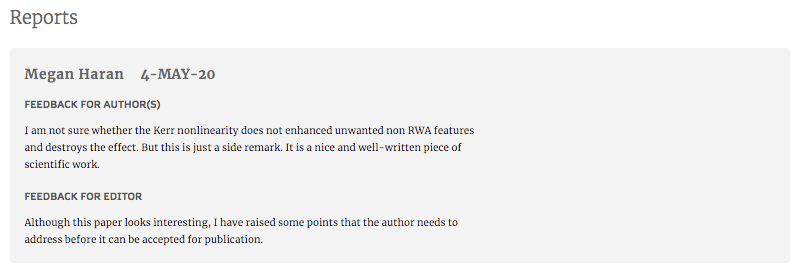 Reports
Megan Haran 4-MAY-20
FEEDBACK FOR AUTHOR(S)
I am not sure whether the Kerr nonlinearity does not enhanced unwanted non RWA features
and destroys the effect. But this is just a side remark. It is a nice and well-written piece of
scientific work.
FEEDBACK FOR EDITOR
Although this paper looks interesting, I have raised some points that the author needs to
address before it can be accepted for publication.